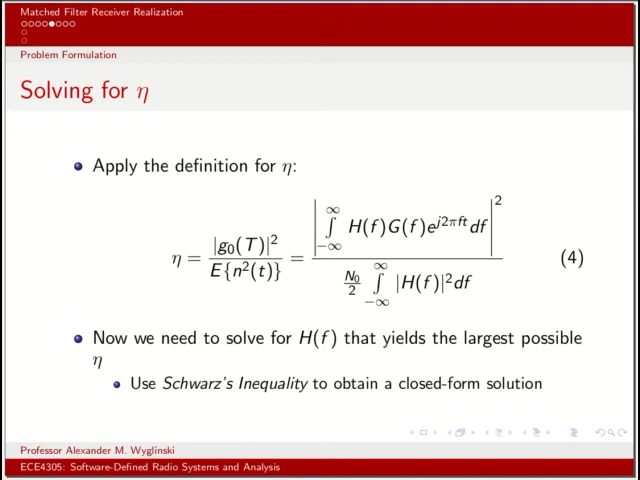 Matched Filter Receiver Realization
Problem Formulation
Solving for η
Apply the definition for η:
η = |g₀(T)|² / E{n²(t)} = |∫_{−∞}^{∞} H(f)G(f)e^{j2πft}df|² / (N₀/2 ∫_{−∞}^{∞} |H(f)|²df) (4)
Now we need to solve for H(f) that yields the largest possible
η
Use Schwarz's Inequality to obtain a closed-form solution
Professor Alexander M. Wyglinski
ECE4305: Software-Defined Radio Systems and Analysis